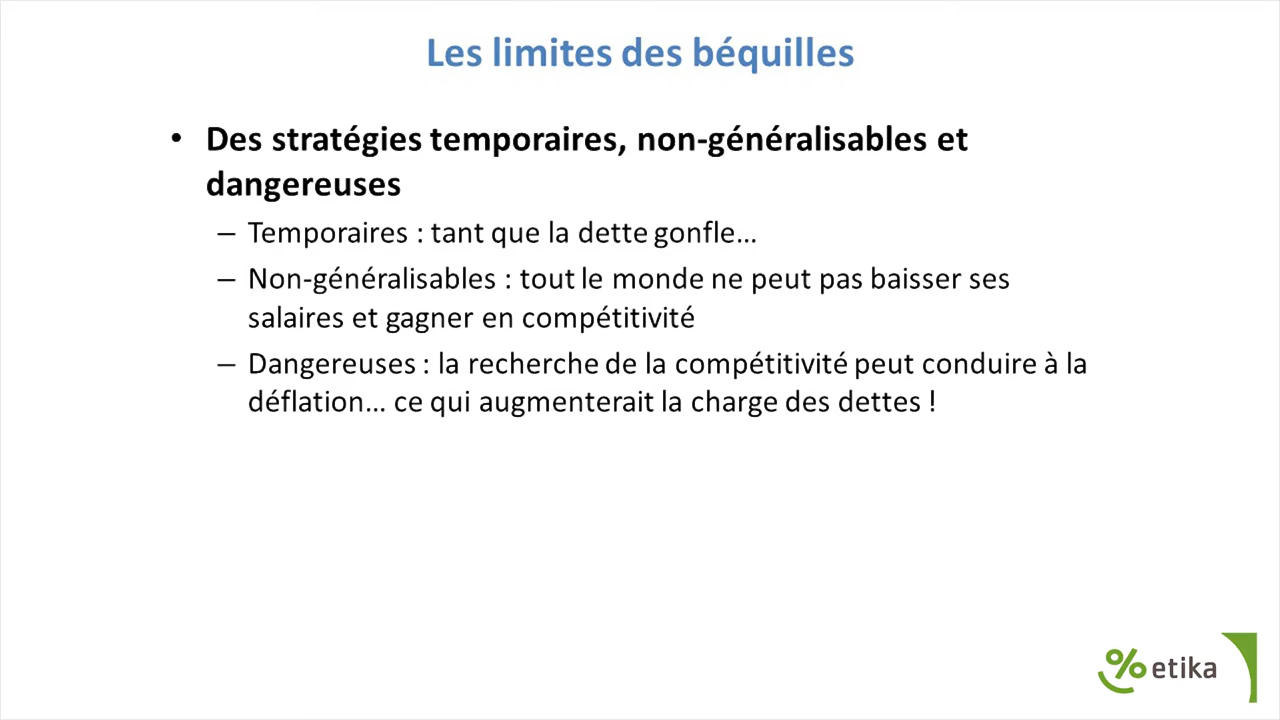 Les limites des béquilles
• Des stratégies temporaires, non-généralisables et
dangereuses
– Temporaires : tant que la dette gonfle…
– Non-généralisables : tout le monde ne peut pas baisser ses
salaires et gagner en compétitivité
– Dangereuses : la recherche de la compétitivité peut conduire à la
déflation… ce qui augmenterait la charge des dettes !
% etika